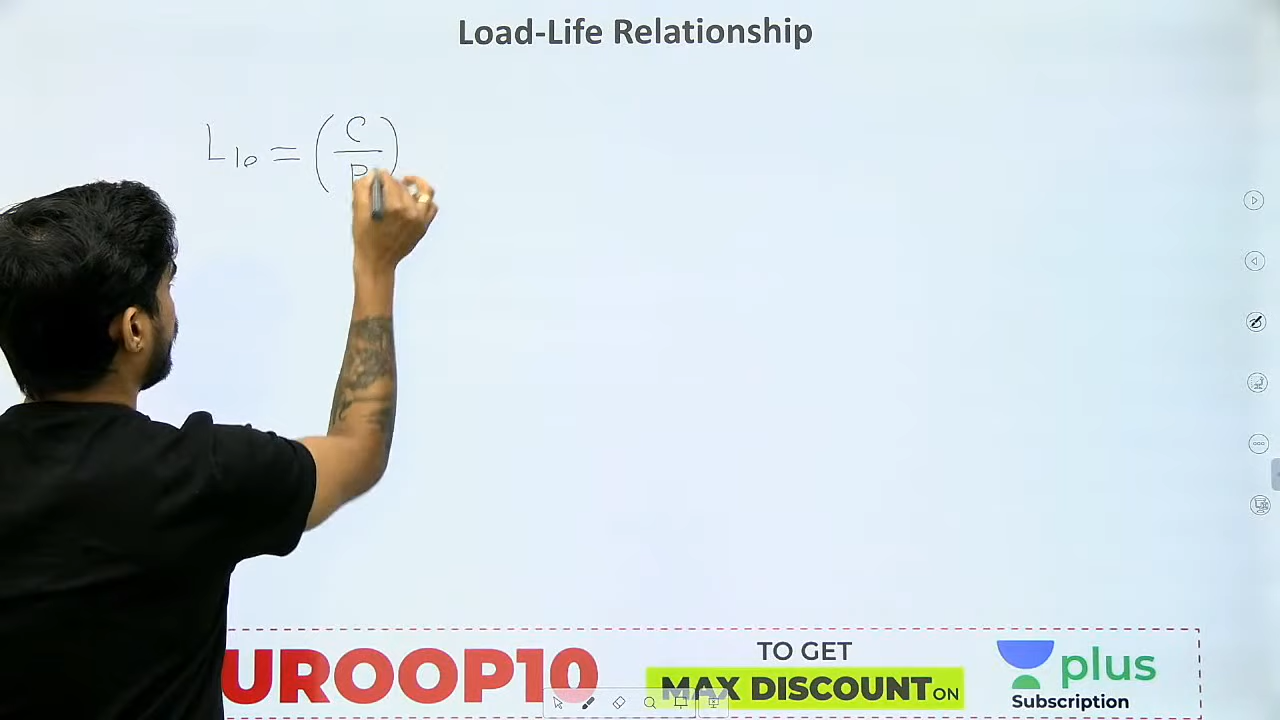 Load-Life Relationship
L10 = (C/P)
UROOP10
TO GET
MAX DISCOUNT ON
plus
Subscription